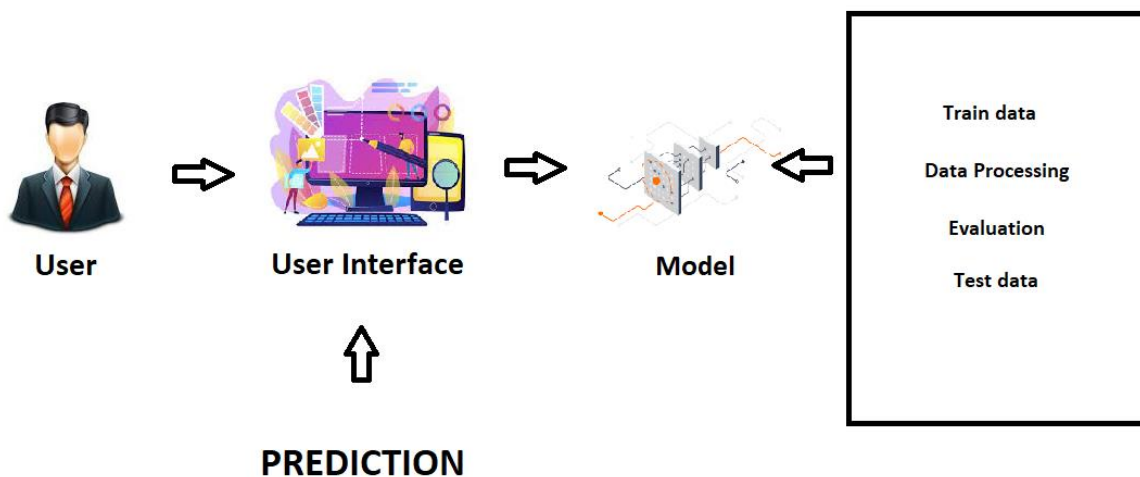 User
User Interface
Model
Train data
Data Processing
Evaluation
Test data
PREDICTION